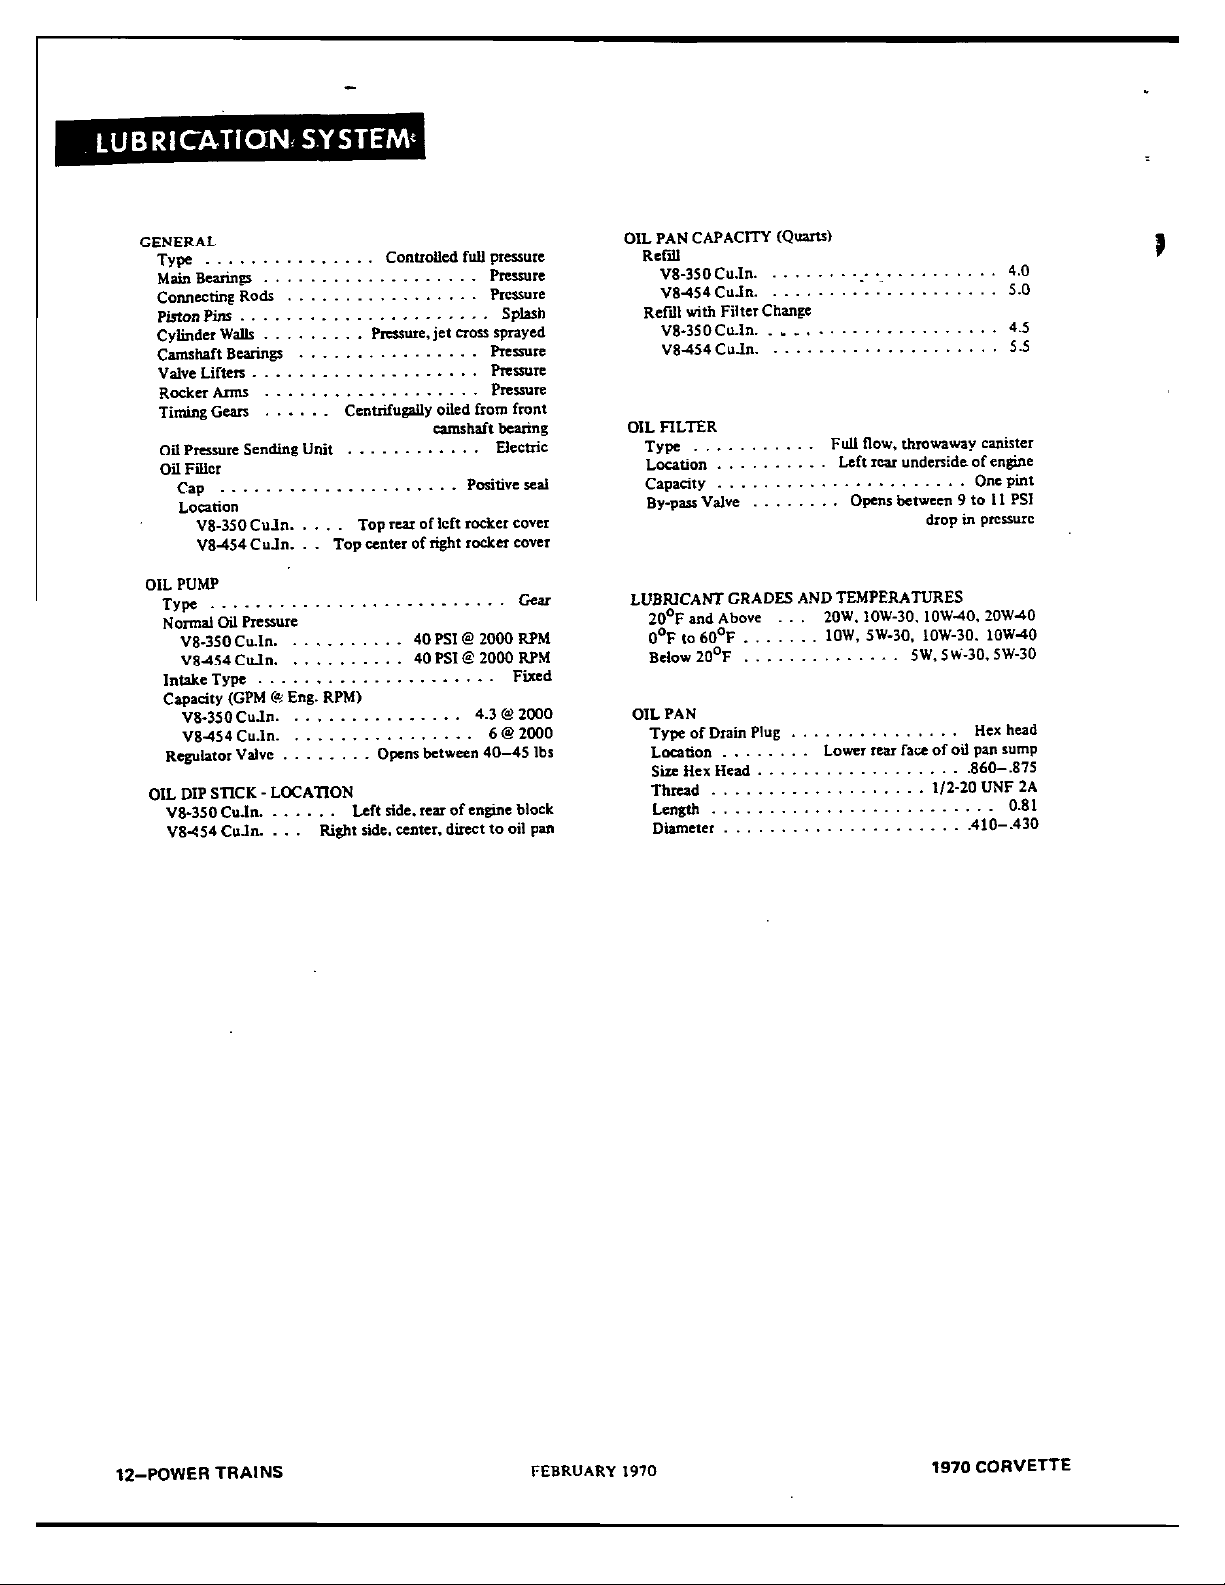 LUBRICATION SYSTEM
GENERAL
Type . . . . . . . . . . . . . . . Controlled full pressure
Main Bearings . . . . . . . . . . . . . . . . . . . Pressure
Connecting Rods . . . . . . . . . . . . . . . . . Pressure
Piston Pins . . . . . . . . . . . . . . . . . . . . . . Splash
Cylinder Walls . . . . . . . . . Pressure, jet cross sprayed
Camshaft Bearings . . . . . . . . . . . . . . . . Pressure
Valve Lifters . . . . . . . . . . . . . . . . . . . . Pressure
Rocker Arms . . . . . . . . . . . . . . . . . . . Pressure
Timing Gears . . . . . . Centrifugally oiled from front
camshaft bearing
Oil Pressure Sending Unit . . . . . . . . . . . . Electric
Oil Filler
Cap . . . . . . . . . . . . . . . . . . . . . Positive seal
Location
V8-350 Cu.In. . . . . Top rear of left rocker cover
V8-454 Cu.In. . . Top center of right rocker cover
OIL PUMP
Type . . . . . . . . . . . . . . . . . . . . . . . . . . Gear
Normal Oil Pressure
V8-350 Cu.In. . . . . . . . . . . 40 PSI @ 2000 RPM
V8-454 Cu.In. . . . . . . . . . . 40 PSI @ 2000 RPM
Intake Type . . . . . . . . . . . . . . . . . . . . . Fixed
Capacity (GPM @ Eng. RPM)
V8-350 Cu.In. . . . . . . . . . . . . . . . 4.3 @ 2000
V8-454 Cu.In. . . . . . . . . . . . . . . . . 6 @ 2000
Regulator Valve . . . . . . . . Opens between 40–45 lbs
OIL DIP STICK - LOCATION
V8-350 Cu.In. . . . . . . Left side, rear of engine block
V8-454 Cu.In. . . . . Right side, center, direct to oil pan
OIL PAN CAPACITY (Quarts)
Refill
V8-350 Cu.In. . . . . . . . . . . . . . . . . . . . . 4.0
V8-454 Cu.In. . . . . . . . . . . . . . . . . . . . . 5.0
Refill with Filter Change
V8-350 Cu.In. . . . . . . . . . . . . . . . . . . . . 4.5
V8-454 Cu.In. . . . . . . . . . . . . . . . . . . . . 5.5
OIL FILTER
Type . . . . . . . . . . . Full flow, throwaway canister
Location . . . . . . . . . . Left rear underside of engine
Capacity . . . . . . . . . . . . . . . . . . . . . . One pint
By-pass Valve . . . . . . . . Opens between 9 to 11 PSI
drop in pressure
LUBRICANT GRADES AND TEMPERATURES
20°F and Above . . . 20W, 10W-30, 10W-40, 20W-40
0°F to 60°F . . . . . . . 10W, 5W-30, 10W-30, 10W-40
Below 20°F . . . . . . . . . . . . . . 5W, 5W-30, 5W-30
OIL PAN
Type of Drain Plug . . . . . . . . . . . . . . . Hex head
Location . . . . . . . . Lower rear face of oil pan sump
Size Hex Head . . . . . . . . . . . . . . . . . . .860–.875
Thread . . . . . . . . . . . . . . . . . . . 1/2-20 UNF 2A
Length . . . . . . . . . . . . . . . . . . . . . . . . . 0.81
Diameter . . . . . . . . . . . . . . . . . . . . . .410–.430
12–POWER TRAINS FEBRUARY 1970 1970 CORVETTE